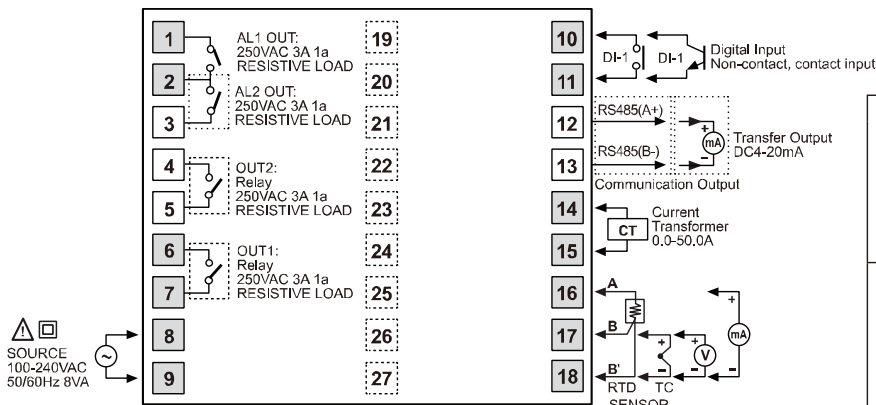 1
AL1 OUT:
250VAC 3A 1a
RESISTIVE LOAD
2
AL2 OUT:
250VAC 3A 1a
RESISTIVE LOAD
3
4
OUT2:
Relay
250VAC 3A 1a
RESISTIVE LOAD
5
6
OUT1:
Relay
250VAC 3A 1a
RESISTIVE LOAD
7
8
SOURCE
100-240VAC
50/60Hz 8VA
~
9
19
20
21
22
23
24
25
26
27
10
11
DI-1
DI-1
Digital Input
Non-contact, contact input
12
RS485(A+)
13
RS485(B-)
+
mA
-
Transfer Output
DC4-20mA
Communication Output
14
15
CT
Current
Transformer
0.0-50.0A
16
A
17
B
18
B'
RTD
TC
SENSOR
+
-
+
V
-
+
mA
-